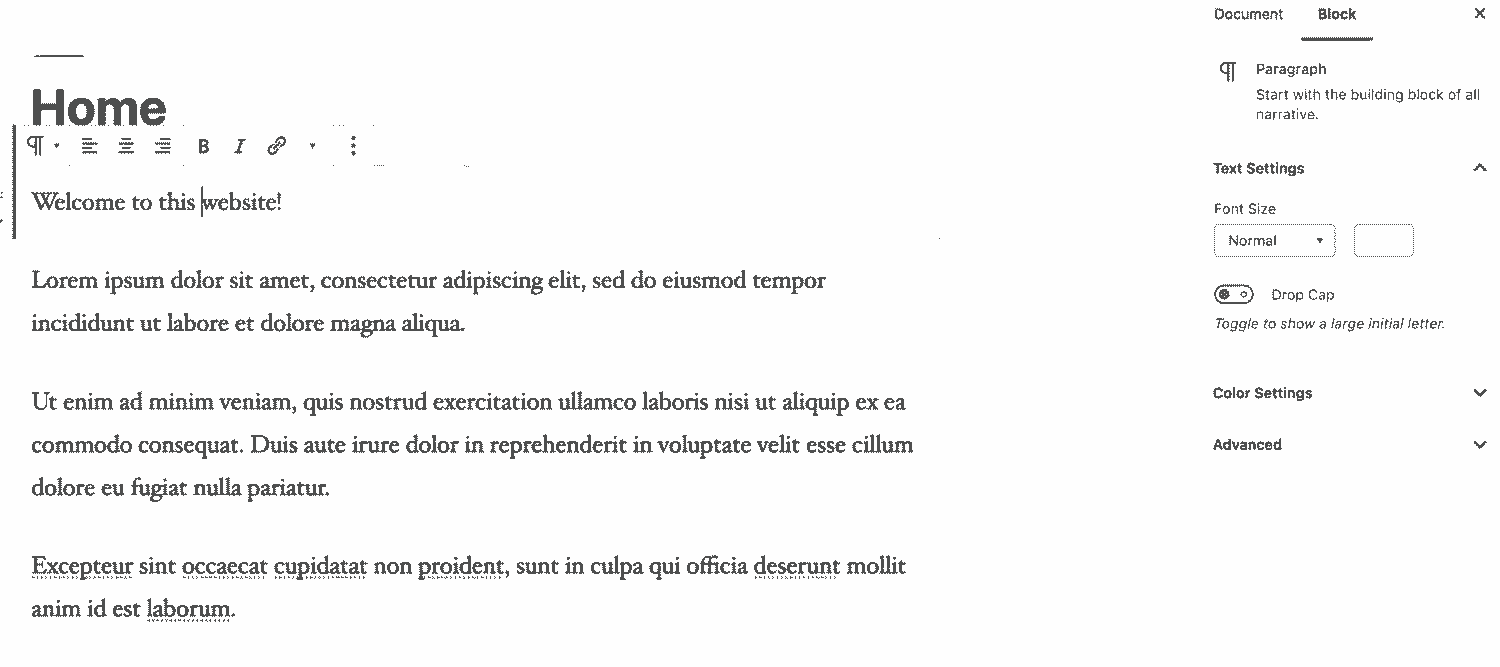 Document Block
Home
B I
Welcome to this website!
Lorem ipsum dolor sit amet, consectetur adipiscing elit, sed do eiusmod tempor
incididunt ut labore et dolore magna aliqua.
Ut enim ad minim veniam, quis nostrud exercitation ullamco laboris nisi ut aliquip ex ea
commodo consequat. Duis aute irure dolor in reprehenderit in voluptate velit esse cillum
dolore eu fugiat nulla pariatur.
Excepteur sint occaecat cupidatat non proident, sunt in culpa qui officia deserunt mollit
anim id est laborum.
Paragraph
Start with the building block of all
narrative.
Text Settings
Font Size
Normal
Drop Cap
Toggle to show a large initial letter.
Color Settings
Advanced